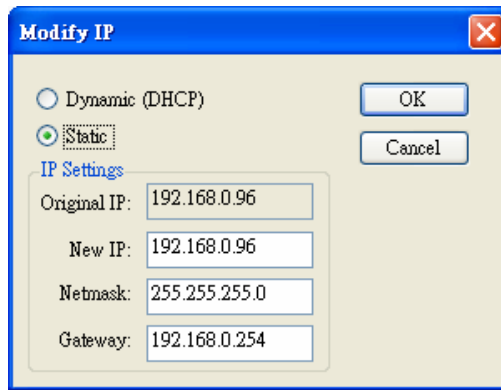 Modify IP
Dynamic (DHCP)
OK
Static
Cancel
IP Settings
Original IP: 192.168.0.96
New IP: 192.168.0.96
Netmask: 255.255.255.0
Gateway: 192.168.0.254